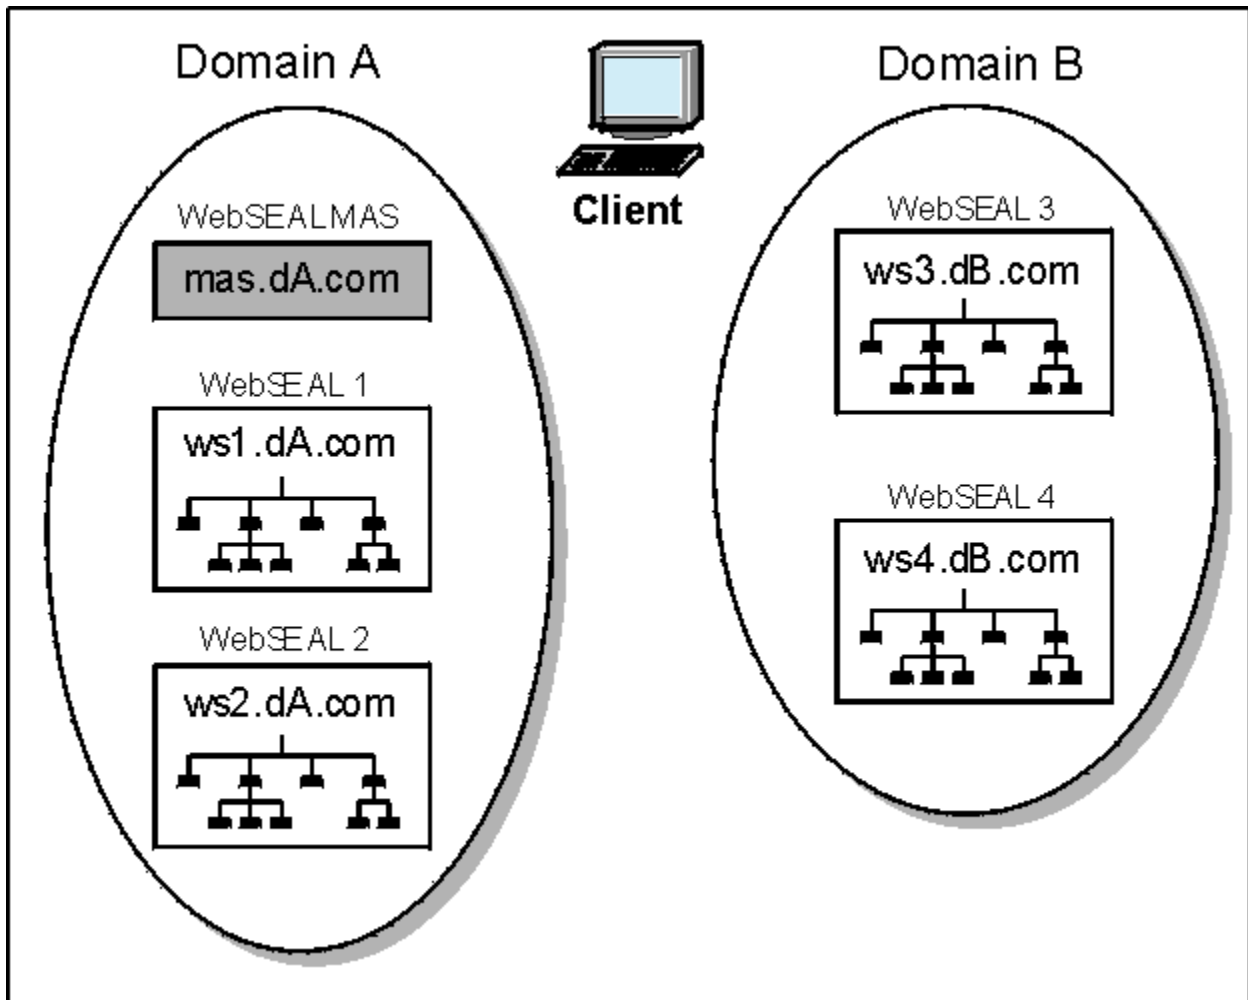 Domain A
Client
Domain B
WebSEALMAS
mas.dA.com
WebSEAL 1
ws1.dA.com
WebSEAL 2
ws2.dA.com
WebSEAL 3
ws3.dB.com
WebSEAL 4
ws4.dB.com